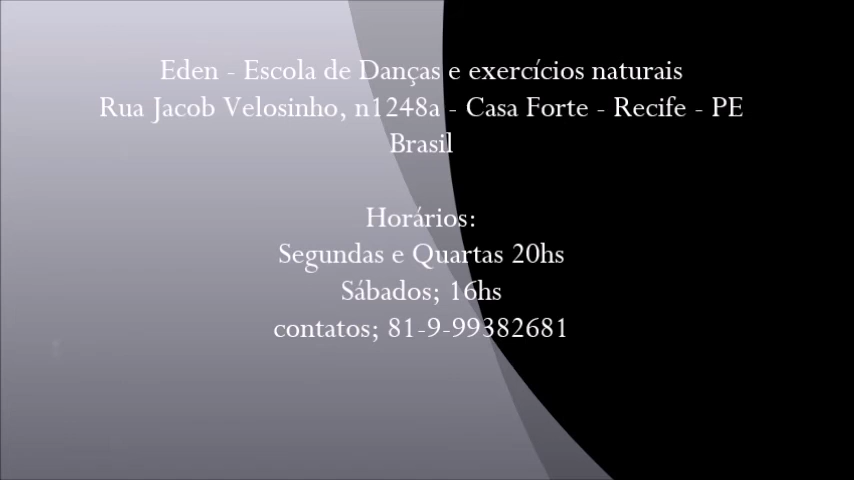 Eden - Escola de Danças e exercícios naturais
Rua Jacob Velosinho, n1248a - Casa Forte - Recife - PE
Brasil
Horários:
Segundas e Quartas 20hs
Sábados; 16hs
contatos; 81-9-99382681